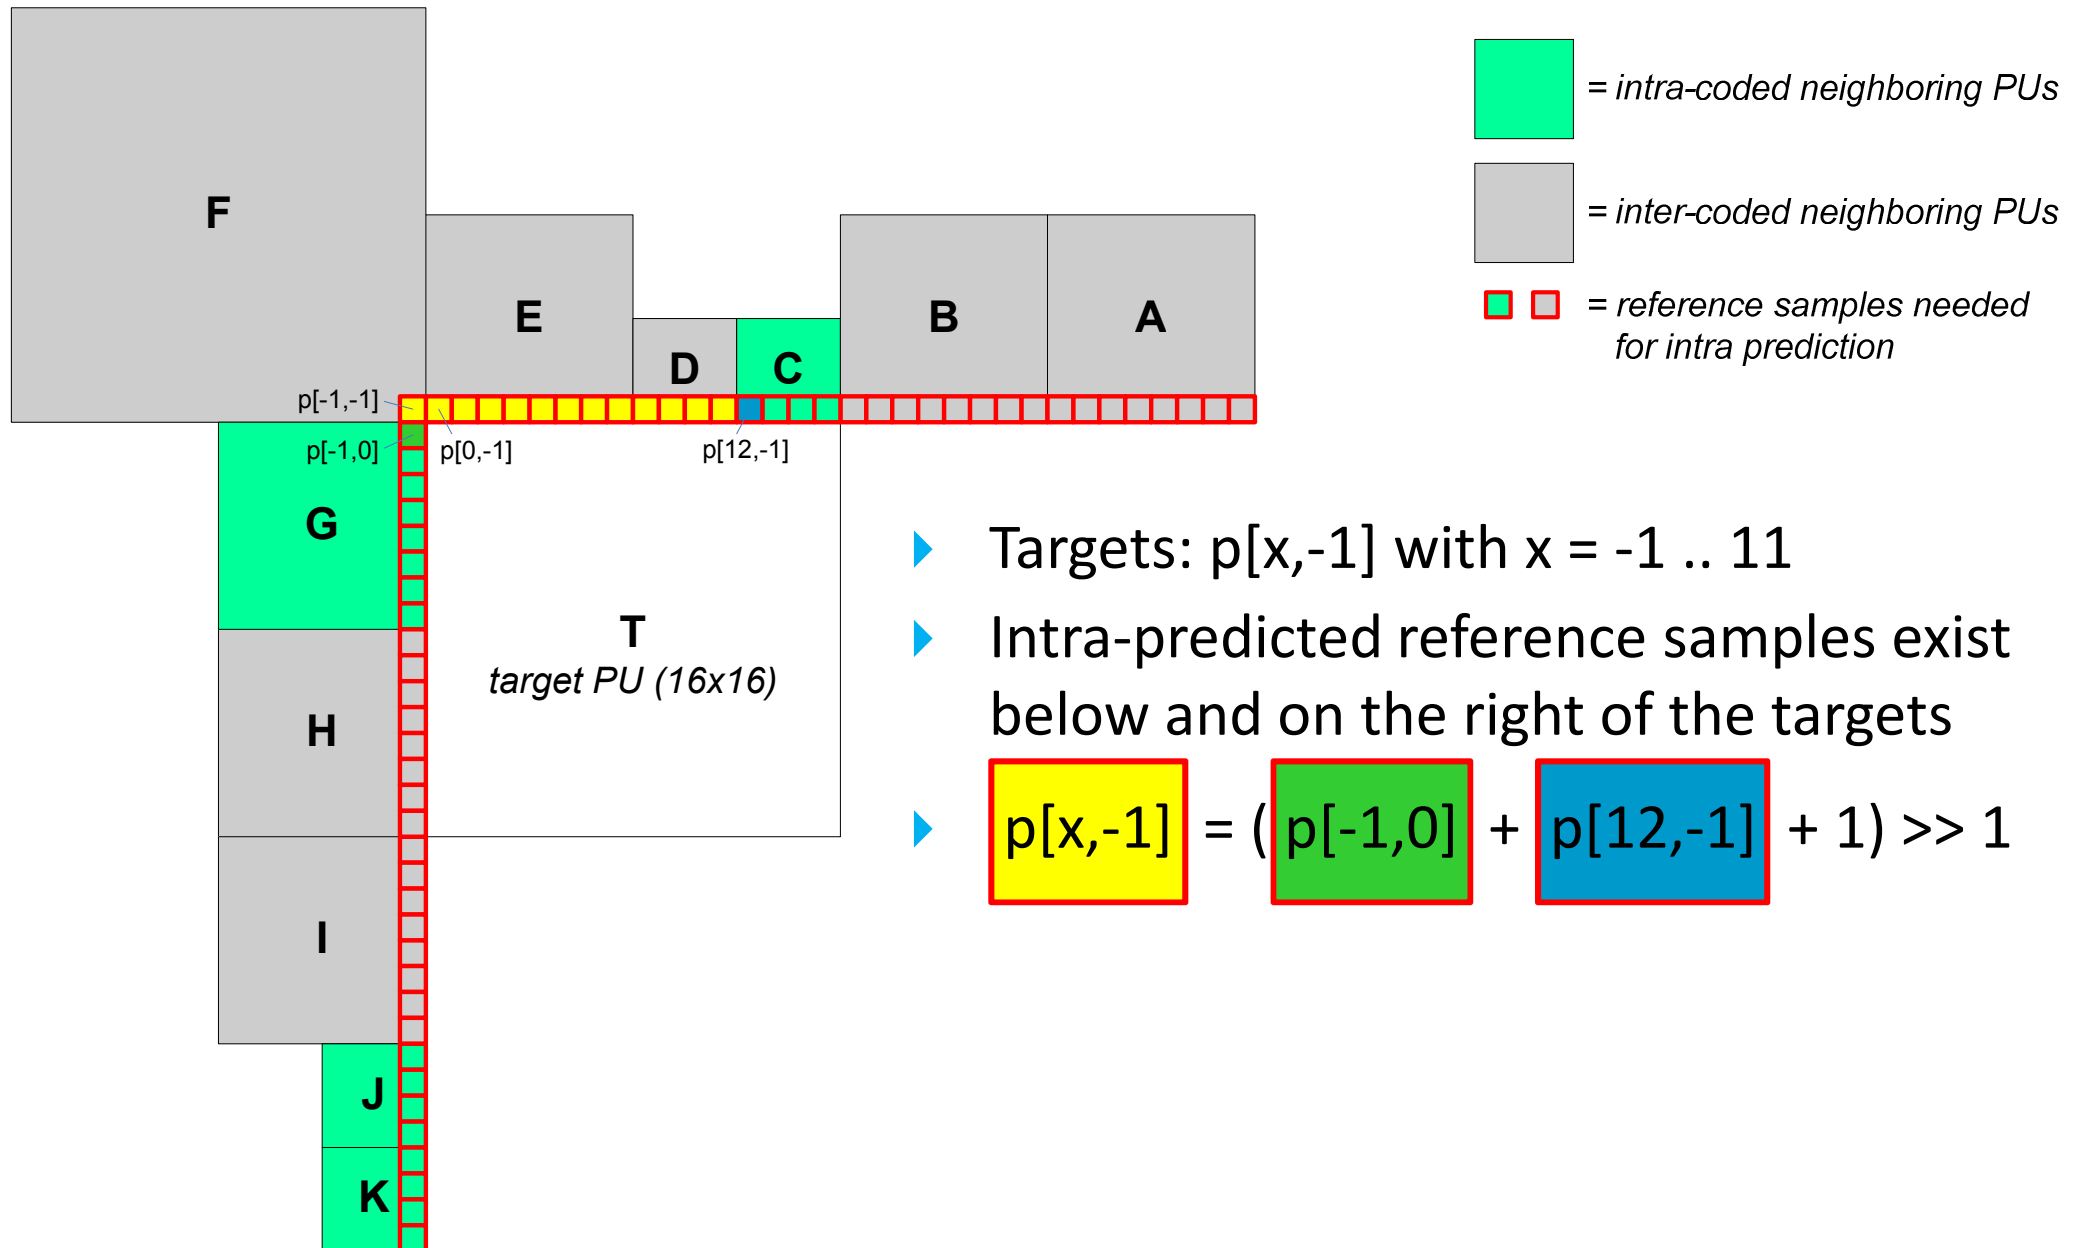 = intra-coded neighboring PUs
= inter-coded neighboring PUs
= reference samples needed
for intra prediction
F
E
D
C
B
A
p[-1,-1]
p[-1,0]
p[0,-1]
p[12,-1]
G
H
I
J
K
T
target PU (16x16)
Targets: p[x,-1] with x = -1 .. 11
Intra-predicted reference samples exist
below and on the right of the targets
p[x,-1] = ( p[-1,0] + p[12,-1] + 1) >> 1